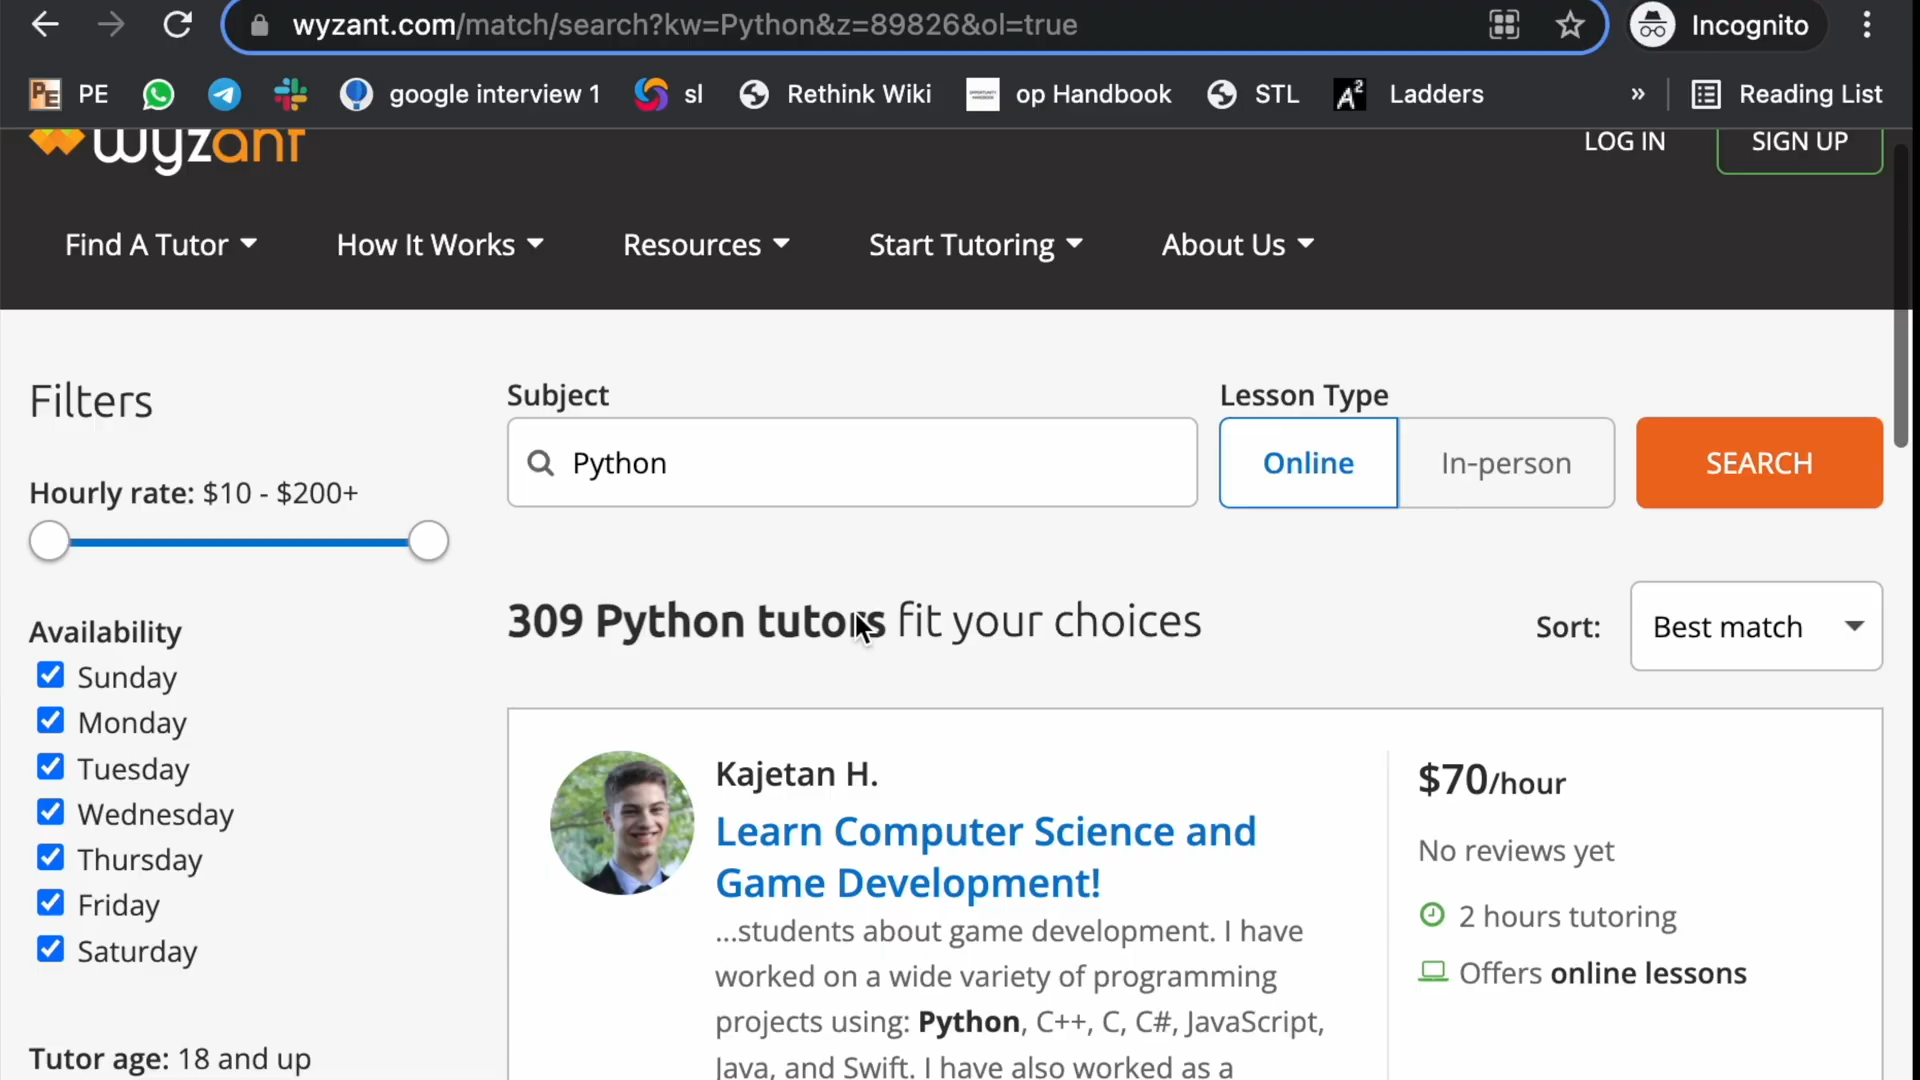 wyzant.com/match/search?kw=Python&z=89826&ol=true
Incognito
PE PE google interview 1 sl Rethink Wiki op Handbook STL A² Ladders » Reading List
wyzant
LOG IN SIGN UP
Find A Tutor How It Works Resources Start Tutoring About Us
Filters
Hourly rate: $10 - $200+
Availability
Sunday
Monday
Tuesday
Wednesday
Thursday
Friday
Saturday
Tutor age: 18 and up
Subject
Python
Lesson Type
Online In-person SEARCH
309 Python tutors fit your choices
Sort: Best match
Kajetan H.
Learn Computer Science and
Game Development!
...students about game development. I have
worked on a wide variety of programming
projects using: Python, C++, C, C#, JavaScript,
Java, and Swift. I have also worked as a
$70/hour
No reviews yet
2 hours tutoring
Offers online lessons